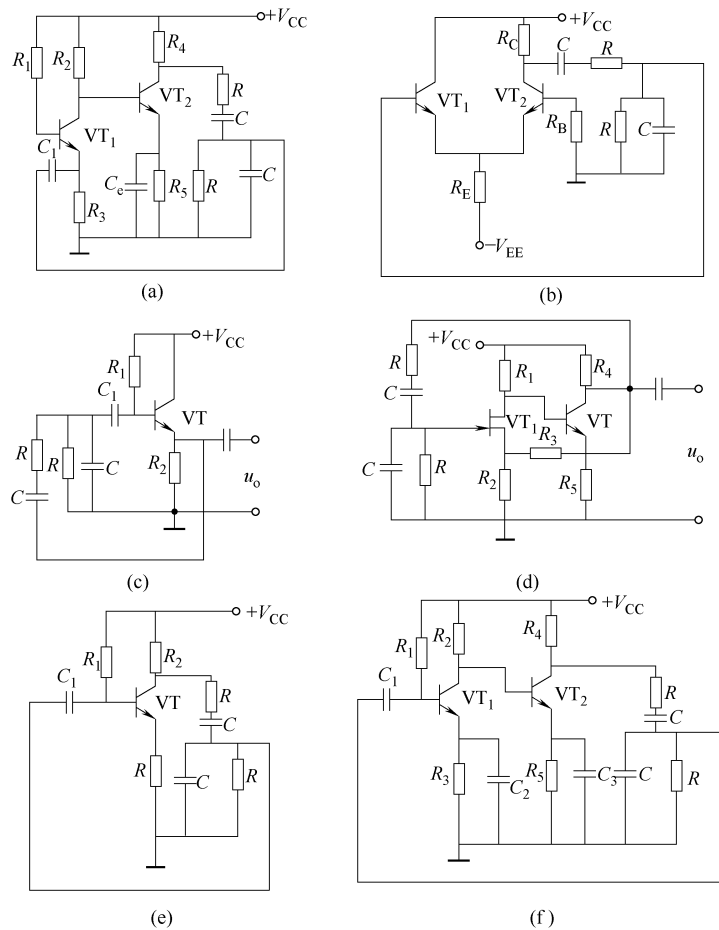 +VCC
R1
R2
R4
R
VT2
C
VT1
C1
Ce
R5
R
C
R3
(a)
+VCC
RC
C
R
VT1
VT2
RB
R
C
RE
−VEE
(b)
+VCC
R1
C1
VT
R
R
C
R2
uo
C
(c)
+VCC
R
R1
R4
C
VT1
VT
R3
C
R
R2
R5
uo
(d)
+VCC
R1
R2
C1
VT
R
C
R
C
R
(e)
+VCC
R1
R2
R4
C1
VT1
VT2
R
C
R3
C2
R5
C3
C
R
(f)